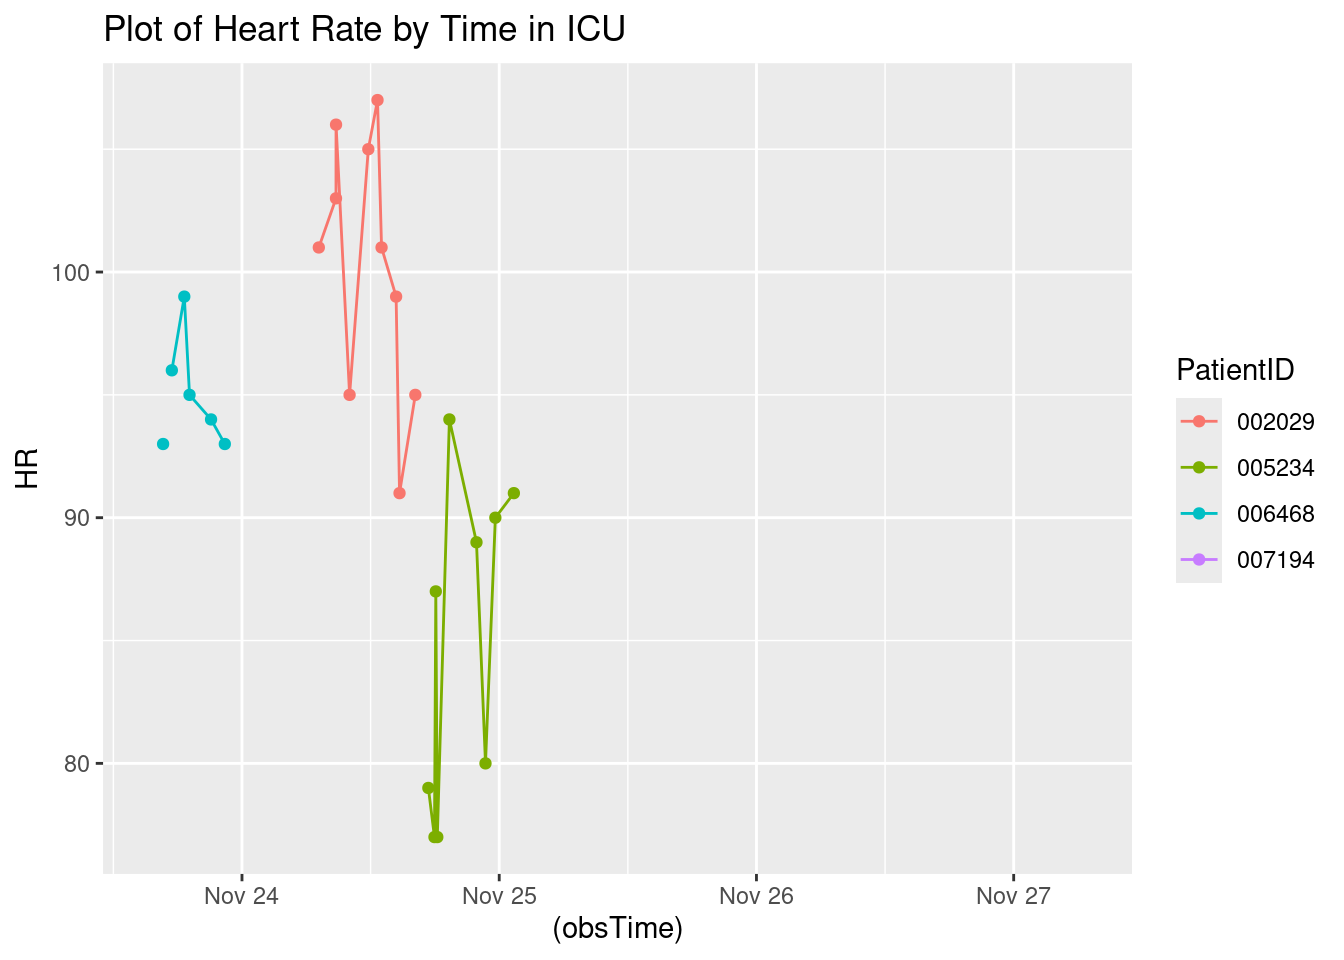 Plot of Heart Rate by Time in ICU
100
90
80
HR
Nov 24
Nov 25
Nov 26
Nov 27
(obsTime)
PatientID
002029
005234
006468
007194